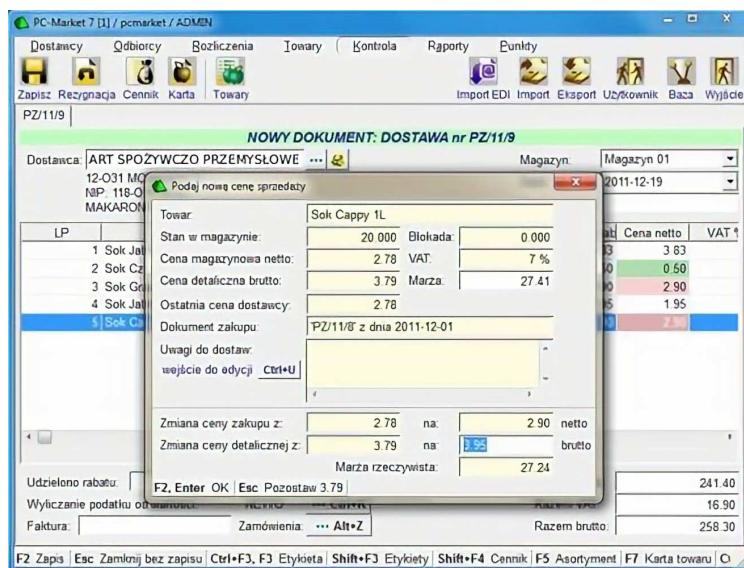 PC-Market 7 [1] / pcmarket / ADMIN
Dostawcy Odbiorcy Rozliczenia Towary Kontrola Raporty Punkty
Zapisz Rezygnacja Cennik Karta Towary Import EDI Import Eksport Użytkownik Baza Wyjście
PZ/11/9
NOWY DOKUMENT: DOSTAWA nr PZ/11/9
Dostawca: ART SPOŻYWCZO PRZEMYSŁOWE ... Magazyn: Magazyn 01
12-031 MO 2011-12-19
NIP: 118-0
MAKARON
Podaj nową cenę sprzedaży
Towar: Sok Cappy 1L
Stan w magazynie: 20.000 Blokada: 0.000
Cena magazynowa netto: 2.78 VAT: 7 %
Cena detaliczna brutto: 3.79 Marża: 27.41
Ostatnia cena dostawcy: 2.78
Dokument zakupu: 'PZ/11/8' z dnia 2011-12-01
Uwagi do dostaw:
wejście do edycji Ctrl+U
Zmiana ceny zakupu z: 2.78 na: 2.90 netto
Zmiana ceny detalicznej z: 3.79 na: 3.95 brutto
Marża rzeczywista: 27.24
F2, Enter OK Esc Pozostaw 3.79
LP Cena netto VAT %
1 Sok Jab 3.83
2 Sok Cz 0.50
3 Sok Gr 2.90
4 Sok Jab 1.95
5 Sok Ca 2.90
Udzielono rabatu: 241.40
Wyliczanie podatku od 16.90
Faktura: Zamówienia: ... Alt+Z Razem brutto: 258.30
F2 Zapis Esc Zamknij bez zapisu Ctrl+F3, F3 Etykieta Shift+F3 Etykiety Shift+F4 Cennik F5 Asortyment F7 Karta towaru